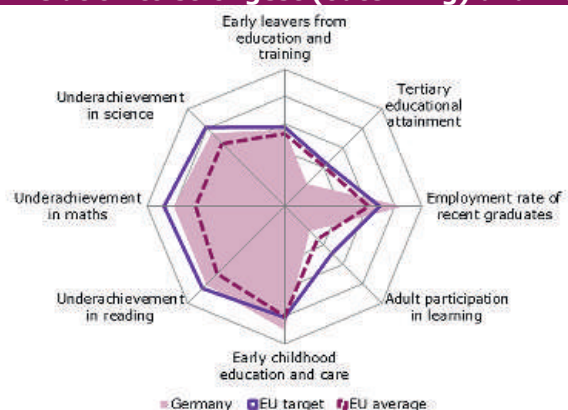 Early leavers from
education and
training
Tertiary
educational
attainment
Employment rate of
recent graduates
Adult participation
in learning
Early childhood
education and care
Underachievement
in reading
Underachievement
in maths
Underachievement
in science
Germany EU target EU average